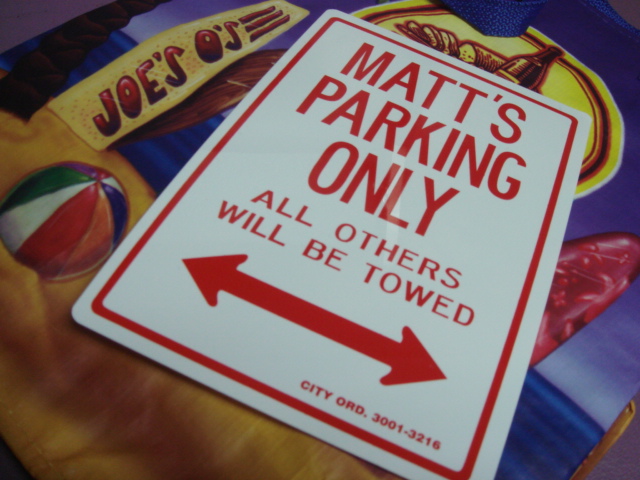 JOE'S O'S
MATT'S
PARKING
ONLY
ALL OTHERS
WILL BE TOWED
CITY ORD. 3001-3216